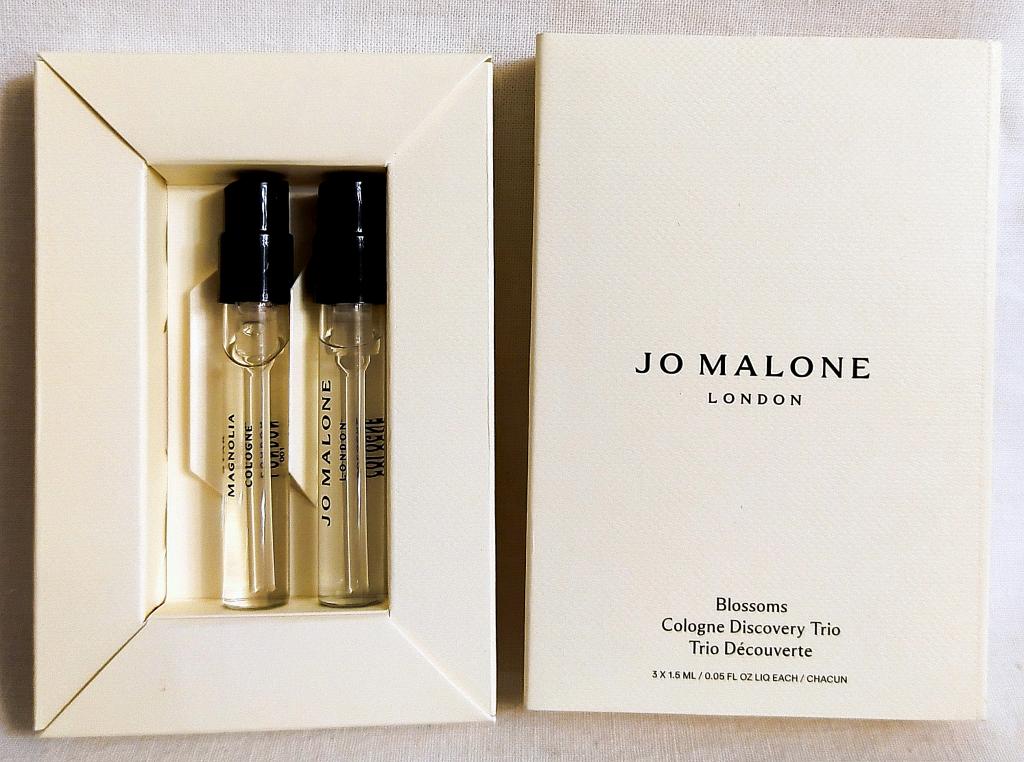 MAGNOLIA
COLOGNE
LONDON
JO MALONE
LONDON
JO MALONE
LONDON
Blossoms
Cologne Discovery Trio
Trio Découverte
3 X 1.5 ML / 0.05 FL OZ LIQ EACH / CHACUN